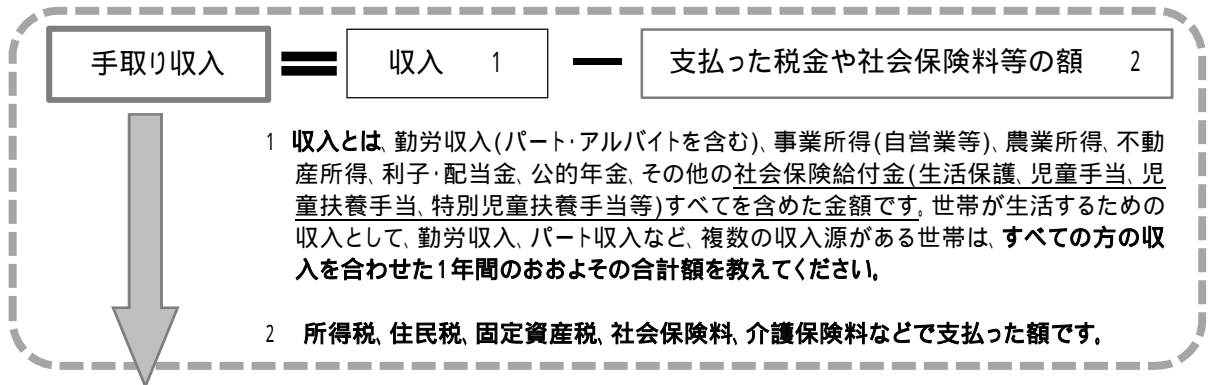 手取り収入 = 収入 1 － 支払った税金や社会保険料等の額 2
1 収入とは、勤労収入(パート・アルバイトを含む)、事業所得(自営業等)、農業所得、不動
産所得、利子・配当金、公的年金、その他の社会保険給付金(生活保護、児童手当、児
童扶養手当、特別児童扶養手当等)すべてを含めた金額です。世帯が生活するための
収入として、勤労収入、パート収入など、複数の収入源がある世帯は、すべての方の収
入を合わせた1年間のおおよその合計額を教えてください。
2 所得税、住民税、固定資産税、社会保険料、介護保険料などで支払った額です。